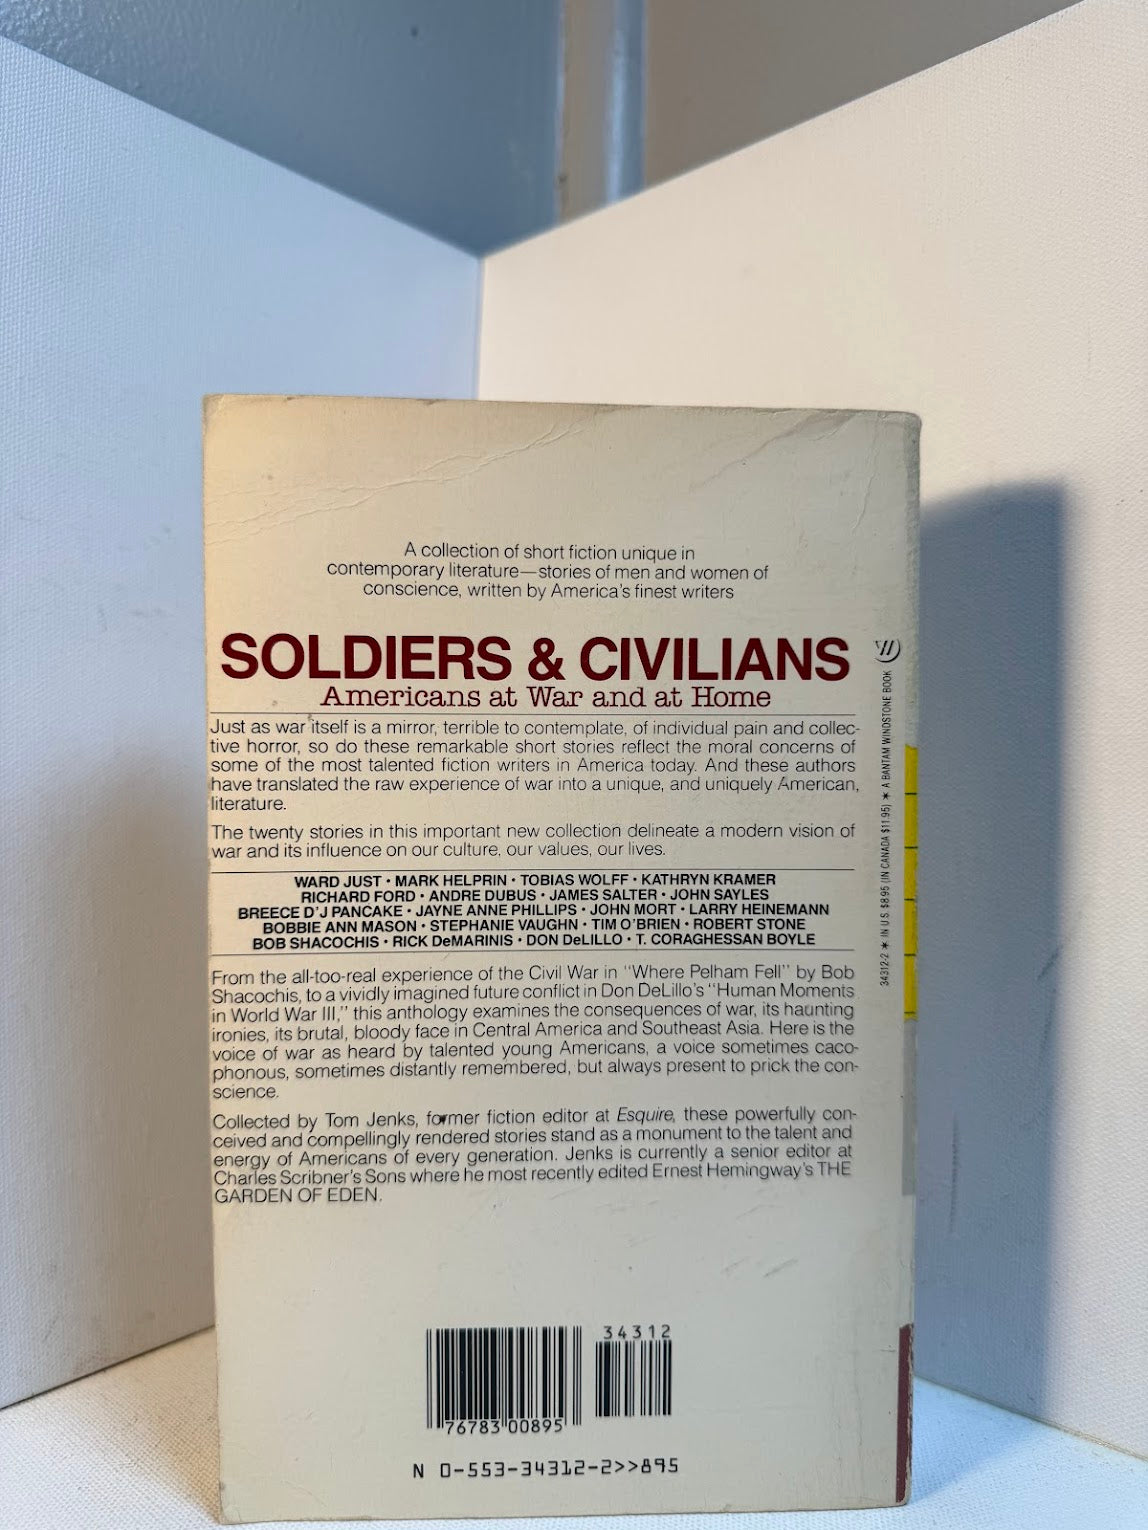 A collection of short fiction unique in
contemporary literature—stories of men and women of
conscience, written by America's finest writers
SOLDIERS & CIVILIANS
Americans at War and at Home
Just as war itself is a mirror, terrible to contemplate, of individual pain and collec-
tive horror, so do these remarkable short stories reflect the moral concerns of
some of the most talented fiction writers in America today. And these authors
have translated the raw experience of war into a unique, and uniquely American,
literature.
The twenty stories in this important new collection delineate a modern vision of
war and its influence on our culture, our values, our lives.
WARD JUST • MARK HELPRIN • TOBIAS WOLFF • KATHRYN KRAMER
RICHARD FORD • ANDRE DUBUS • JAMES SALTER • JOHN SAYLES
BREECE D'J PANCAKE • JAYNE ANNE PHILLIPS • JOHN MORT • LARRY HEINEMANN
BOBBIE ANN MASON • STEPHANIE VAUGHN • TIM O'BRIEN • ROBERT STONE
BOB SHACOCHIS • RICK DeMARINIS • DON DeLILLO • T. CORAGHESSAN BOYLE
From the all-too-real experience of the Civil War in "Where Pelham Fell" by Bob
Shacochis, to a vividly imagined future conflict in Don DeLillo's "Human Moments
in World War III," this anthology examines the consequences of war, its haunting
ironies, its brutal, bloody face in Central America and Southeast Asia. Here is the
voice of war as heard by talented young Americans, a voice sometimes caco-
phonous, sometimes distantly remembered, but always present to prick the con-
science.
Collected by Tom Jenks, former fiction editor at Esquire, these powerfully con-
ceived and compellingly rendered stories stand as a monument to the talent and
energy of Americans of every generation. Jenks is currently a senior editor at
Charles Scribner's Sons where he most recently edited Ernest Hemingway's THE
GARDEN OF EDEN.
34312-2 * IN U.S. $8.95 (IN CANADA $11.95) * A BANTAM WINDSTONE BOOK
W
34312
76783 00895
N 0-553-34312-2>>895